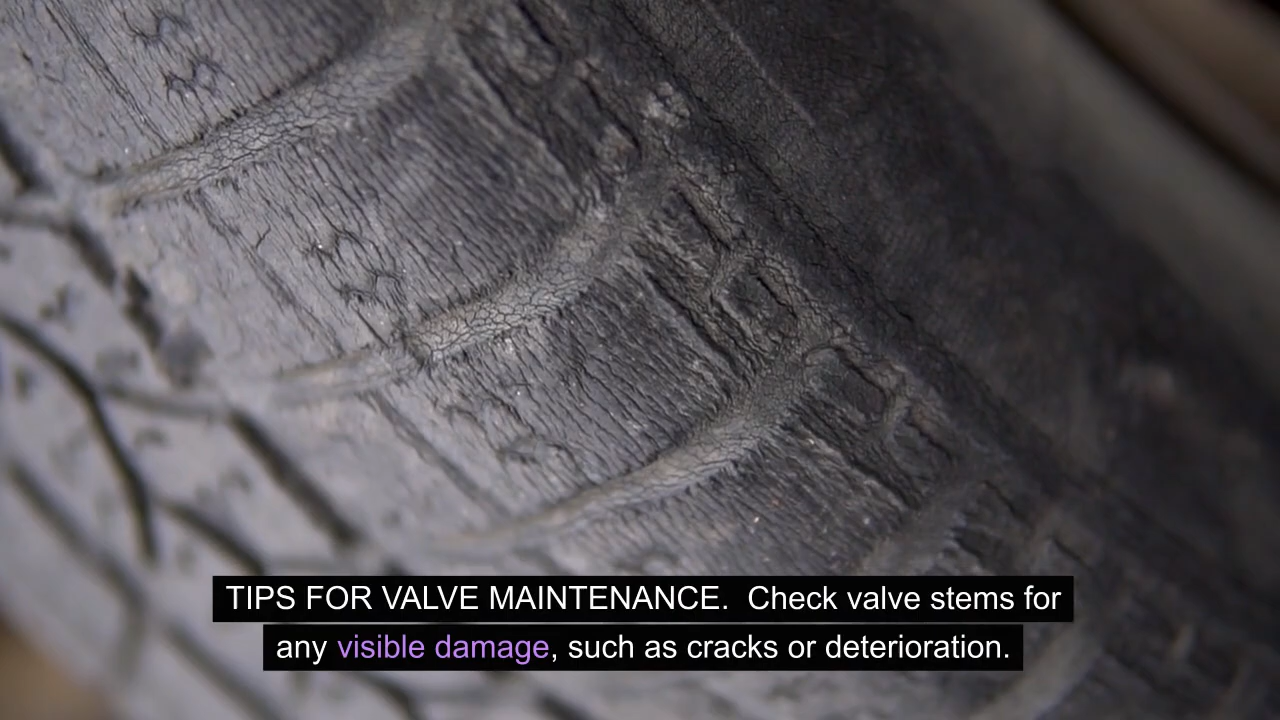 TIPS FOR VALVE MAINTENANCE.  Check valve stems for
any visible damage, such as cracks or deterioration.